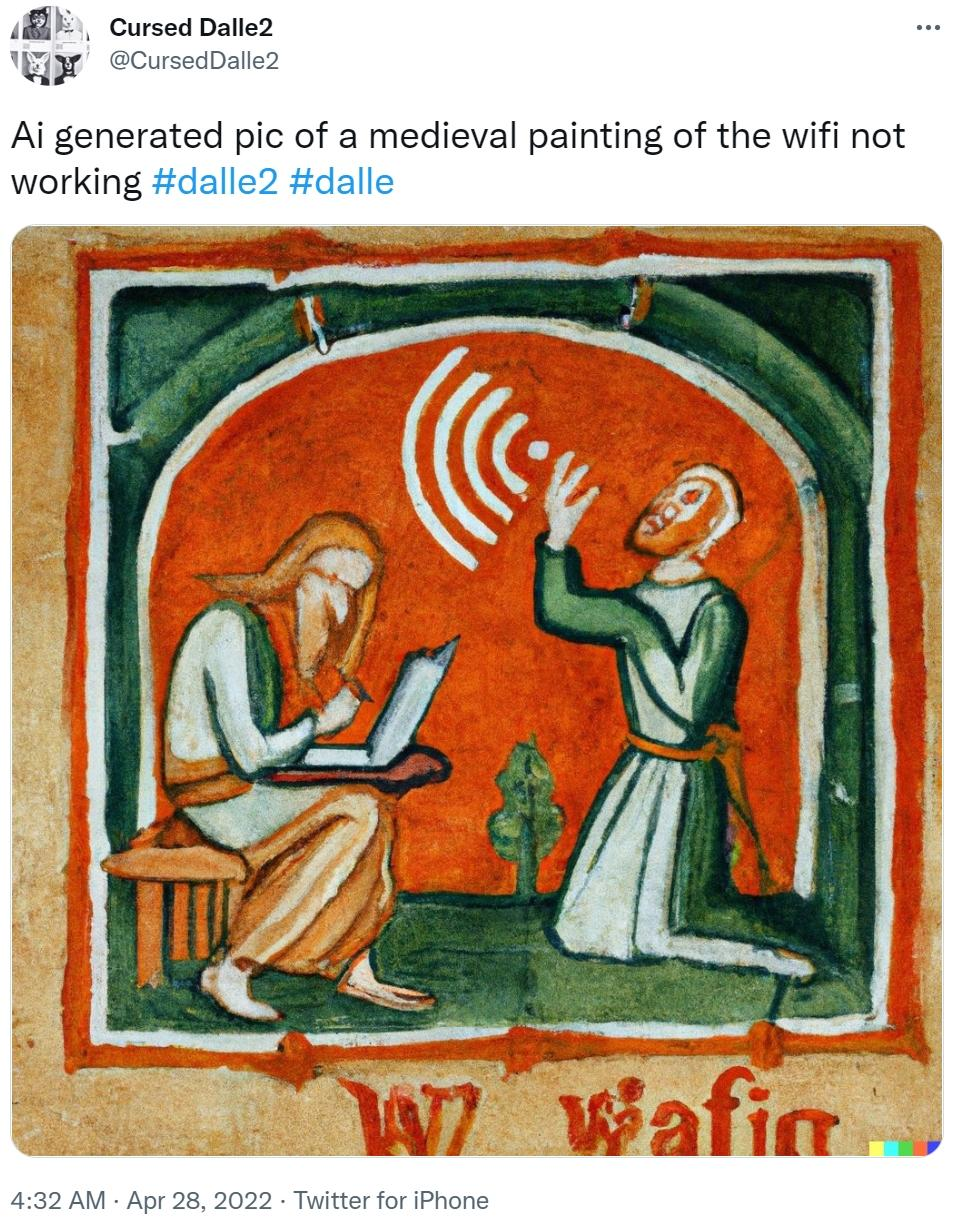 Cursed Dalle2
@CursedDalle2
Ai generated pic of a medieval painting of the wifi not
working #dalle2 #dalle
W wafig
4:32 AM · Apr 28, 2022 · Twitter for iPhone